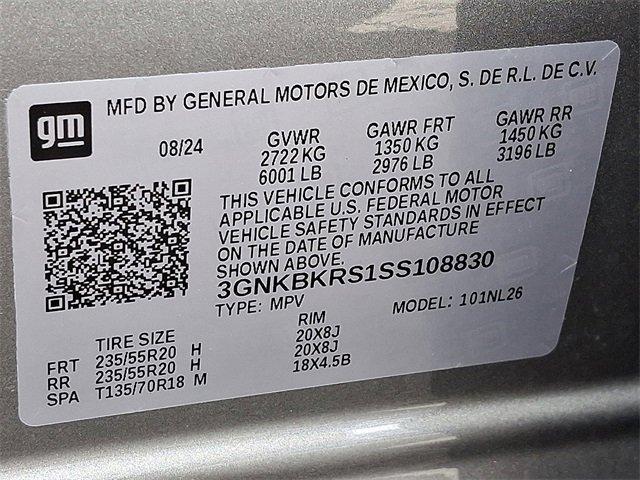 gm
MFD BY GENERAL MOTORS DE MEXICO, S. DE R.L. DE C.V.
08/24 GVWR GAWR FRT GAWR RR
2722 KG 1350 KG 1450 KG
6001 LB 2976 LB 3196 LB
THIS VEHICLE CONFORMS TO ALL
APPLICABLE U.S. FEDERAL MOTOR
VEHICLE SAFETY STANDARDS IN EFFECT
ON THE DATE OF MANUFACTURE
SHOWN ABOVE.
3GNKBKRS1SS108830
TYPE: MPV MODEL: 101NL26
TIRE SIZE RIM
FRT 235/55R20 H 20X8J
RR 235/55R20 H 20X8J
SPA T135/70R18 M 18X4.5B